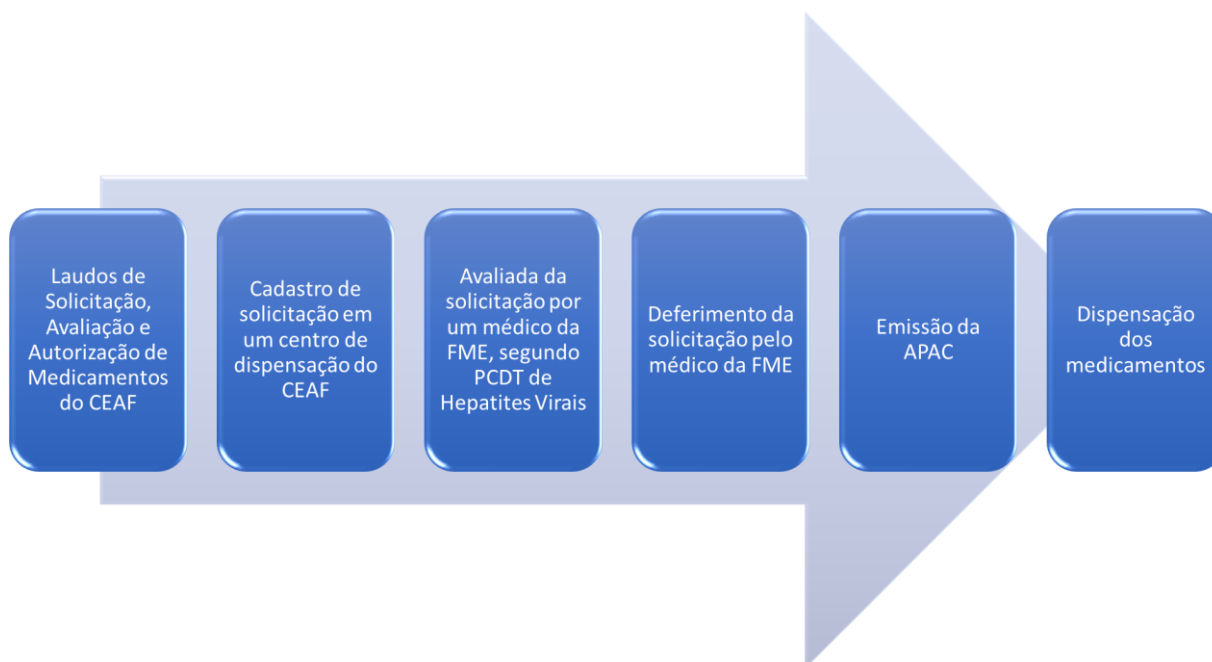 Laudos de
Solicitação,
Avaliação e
Autorização de
Medicamentos
do CEAF
Cadastro de
solicitação em
um centro de
dispensação do
CEAF
Avaliada da
solicitação por
um médico da
FME, segundo
PCDT de
Hepatites Virais
Deferimento da
solicitação pelo
médico da FME
Emissão da
APAC
Dispensação
dos
medicamentos